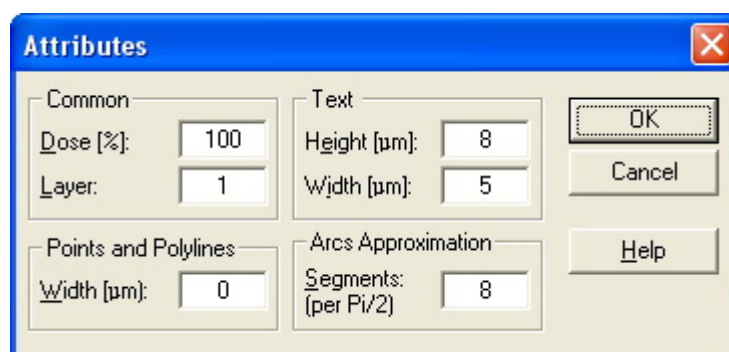 Attributes
Common
Dose [%]: 100
Layer: 1
Text
Height [µm]: 8
Width [µm]: 5
OK
Cancel
Points and Polylines
Width [µm]: 0
Arcs Approximation
Segments:
(per Pi/2) 8
Help